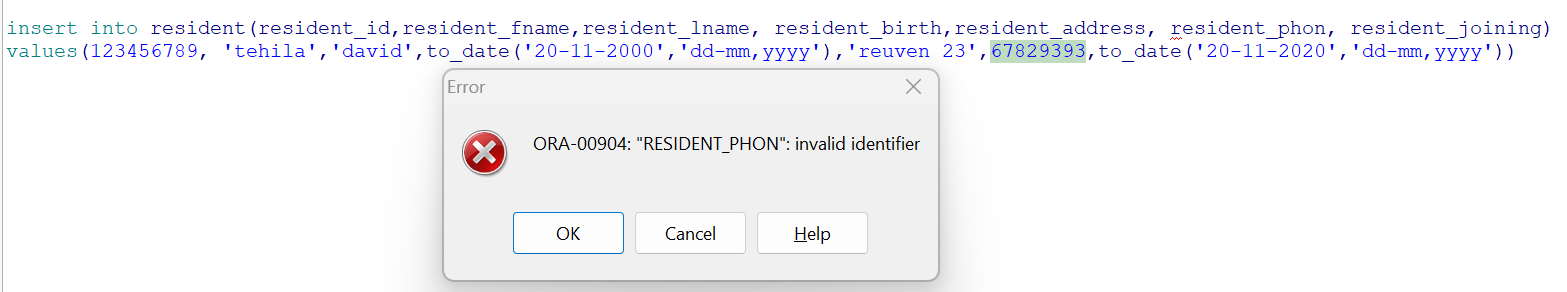 insert into resident(resident_id,resident_fname,resident_lname, resident_birth,resident_address, resident_phon, resident_joining)
values(123456789, 'tehila','david',to_date('20-11-2000','dd-mm,yyyy'),'reuven 23',67829393,to_date('20-11-2020','dd-mm,yyyy'))
Error
ORA-00904: "RESIDENT_PHON": invalid identifier
OK Cancel Help